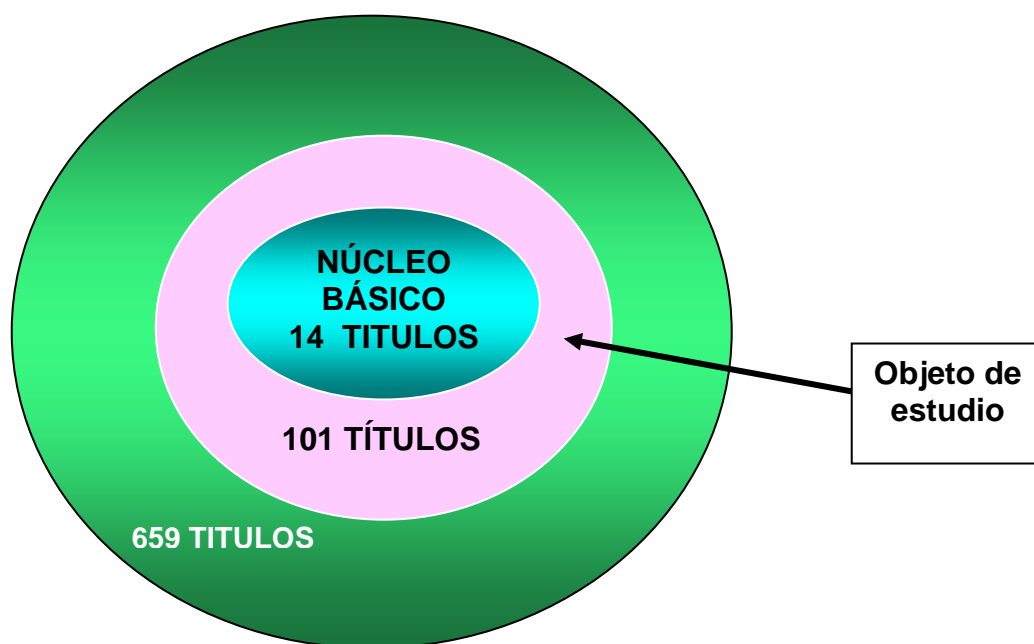 NÚCLEO
BÁSICO
14 TITULOS
101 TÍTULOS
659 TITULOS
Objeto de
estudio